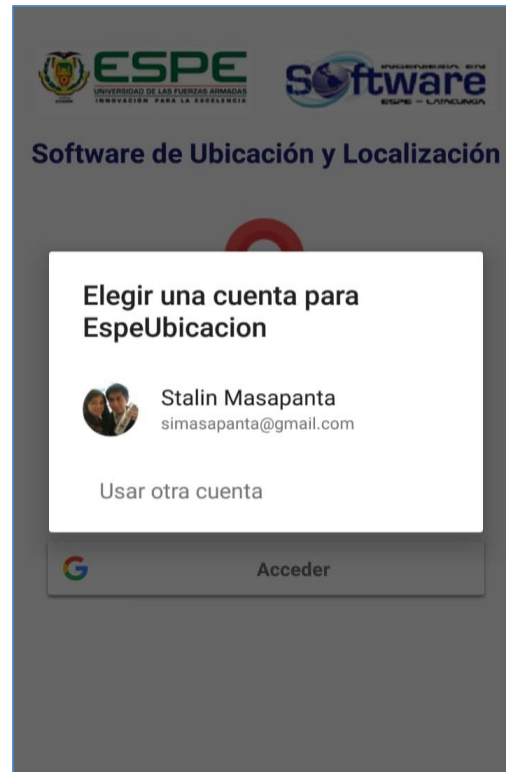 ESPE
UNIVERSIDAD DE LAS FUERZAS ARMADAS
INNOVACIÓN PARA LA EXCELENCIA
INGENIERÍA EN
Software
ESPE - LATACUNGA
Software de Ubicación y Localización
Elegir una cuenta para
EspeUbicacion
Stalin Masapanta
simasapanta@gmail.com
Usar otra cuenta
G
Acceder